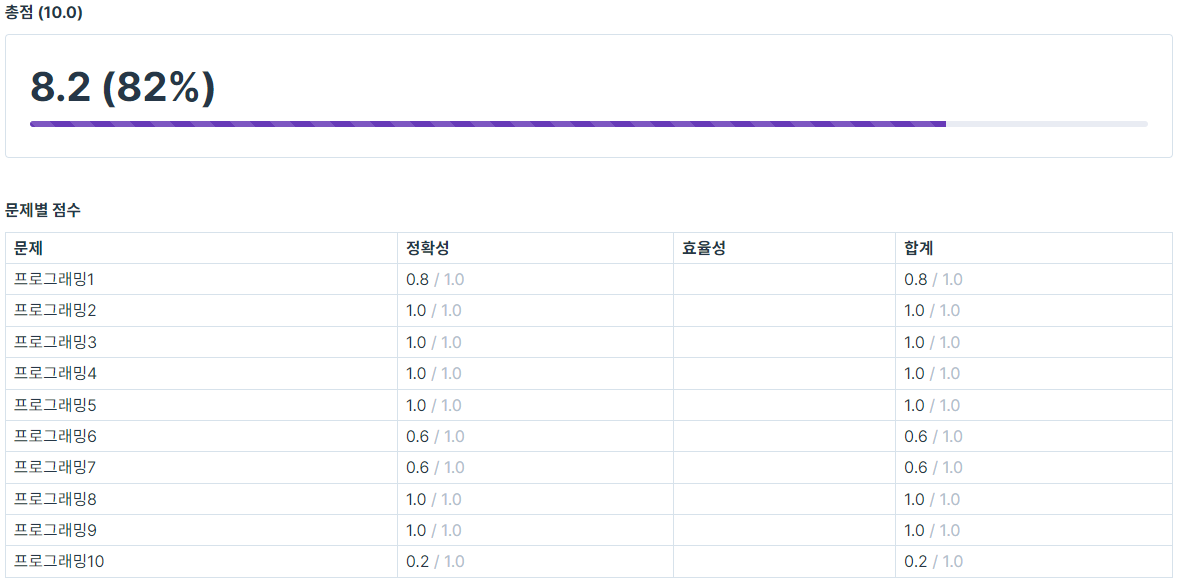 총점 (10.0)
8.2 (82%)
문제별 점수
문제 정확성 효율성 합계
프로그래밍1 0.8 / 1.0 0.8 / 1.0
프로그래밍2 1.0 / 1.0 1.0 / 1.0
프로그래밍3 1.0 / 1.0 1.0 / 1.0
프로그래밍4 1.0 / 1.0 1.0 / 1.0
프로그래밍5 1.0 / 1.0 1.0 / 1.0
프로그래밍6 0.6 / 1.0 0.6 / 1.0
프로그래밍7 0.6 / 1.0 0.6 / 1.0
프로그래밍8 1.0 / 1.0 1.0 / 1.0
프로그래밍9 1.0 / 1.0 1.0 / 1.0
프로그래밍10 0.2 / 1.0 0.2 / 1.0